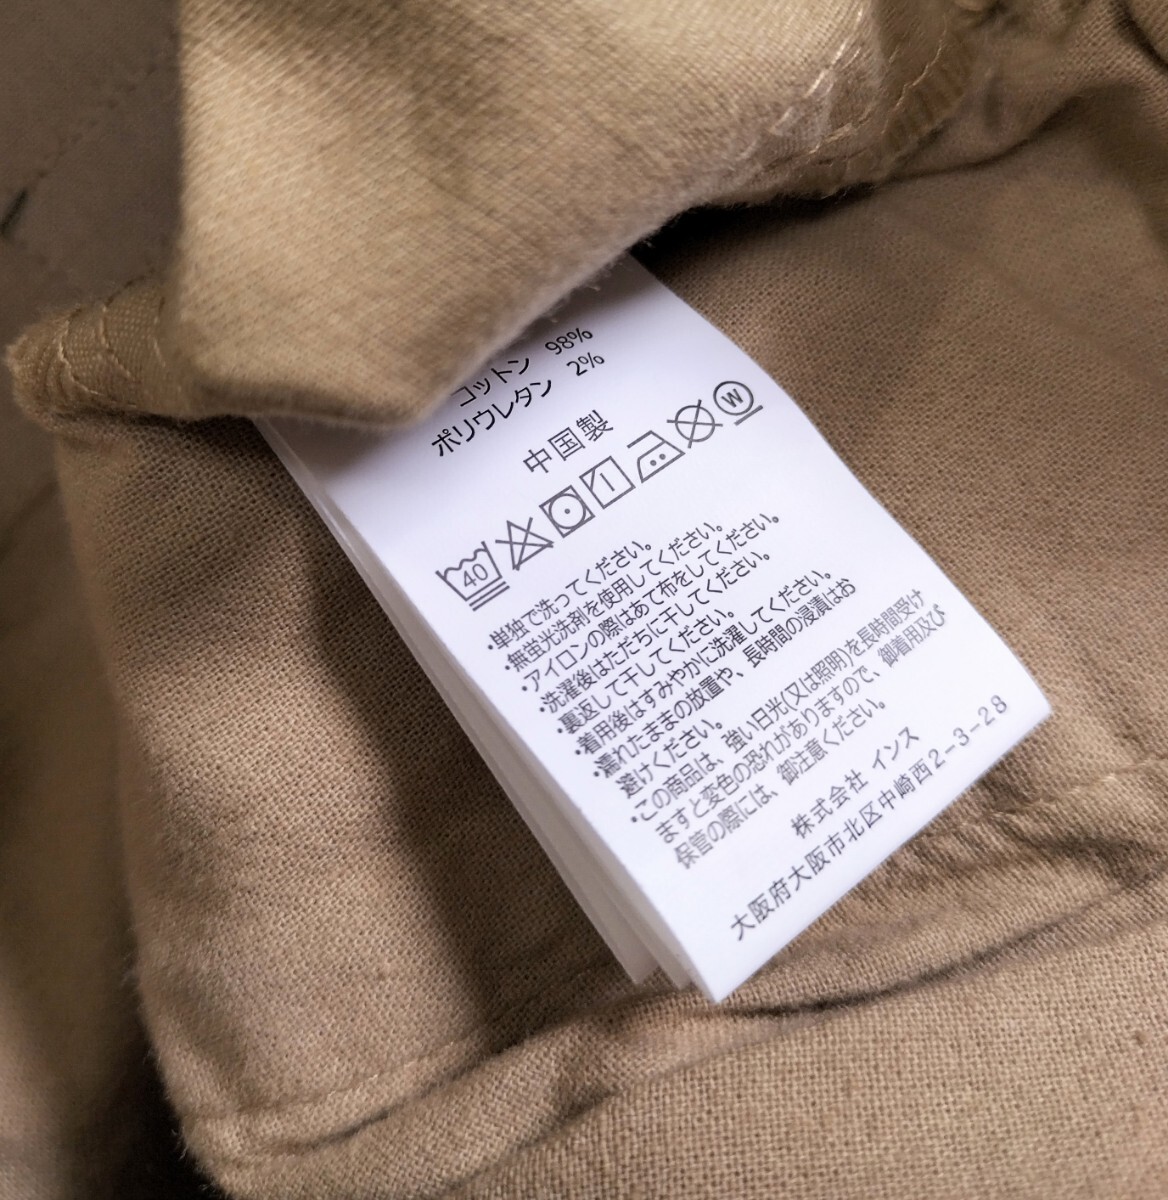 コットン 98%
ポリウレタン 2%
中国製
40 W
・単独で洗ってください。
・無蛍光洗剤を使用してください。
・アイロンの際はあて布をしてください。
・洗濯後はただちに干してください。
・裏返して干してください。
・着用後はすみやかに洗濯してください。
・濡れたままの放置や、長時間の浸漬はお
避けください。
・この商品は、強い日光(又は照明)を長時間受け
ますと変色の恐れがありますので、御着用及び
保管の際には、御注意ください。
株式会社 インス
大阪府大阪市北区中崎西2-3-28